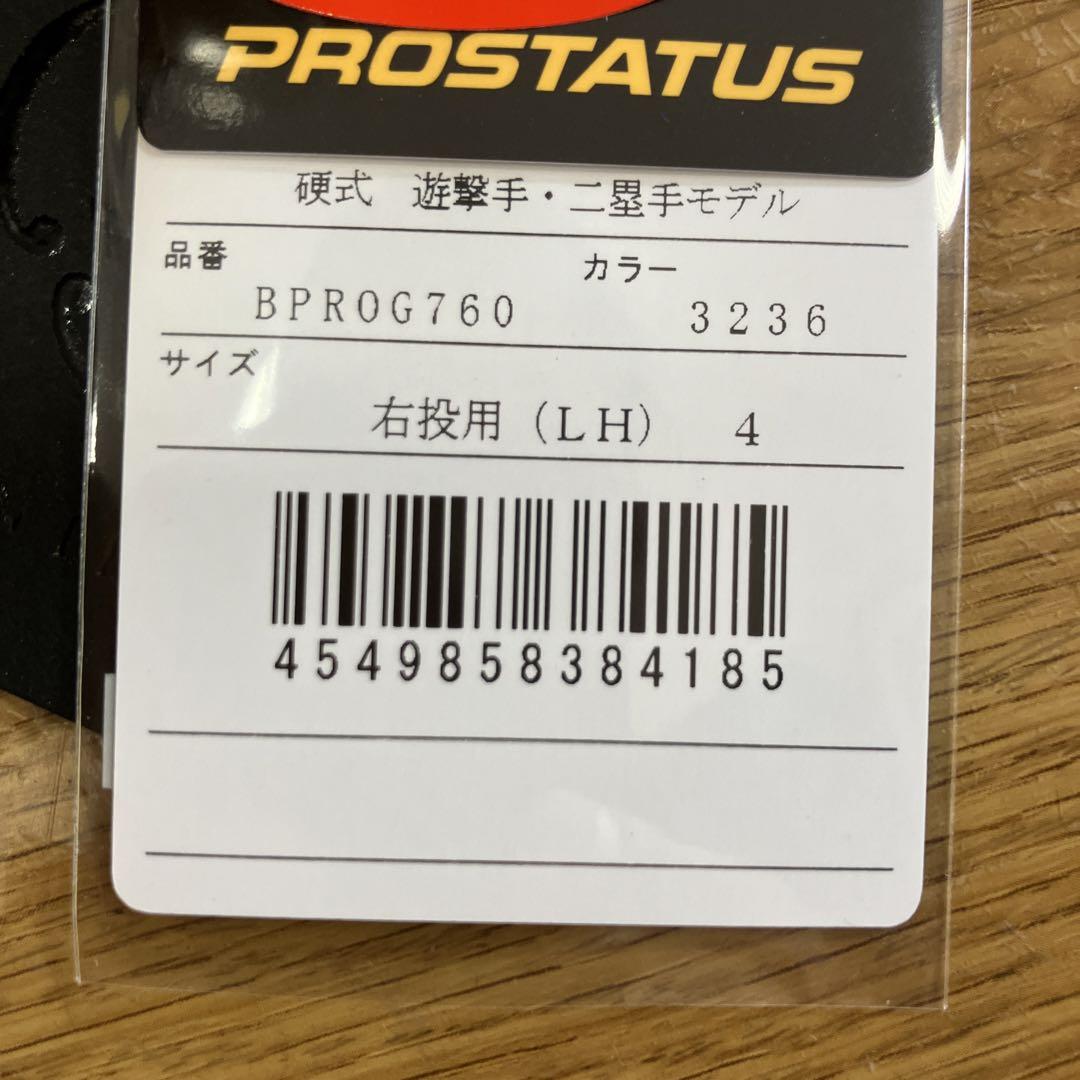 PROSTATUS
硬式　遊撃手・二塁手モデル
品番　カラー
BPROG760　3236
サイズ
右投用（LH）　4
4549858384185